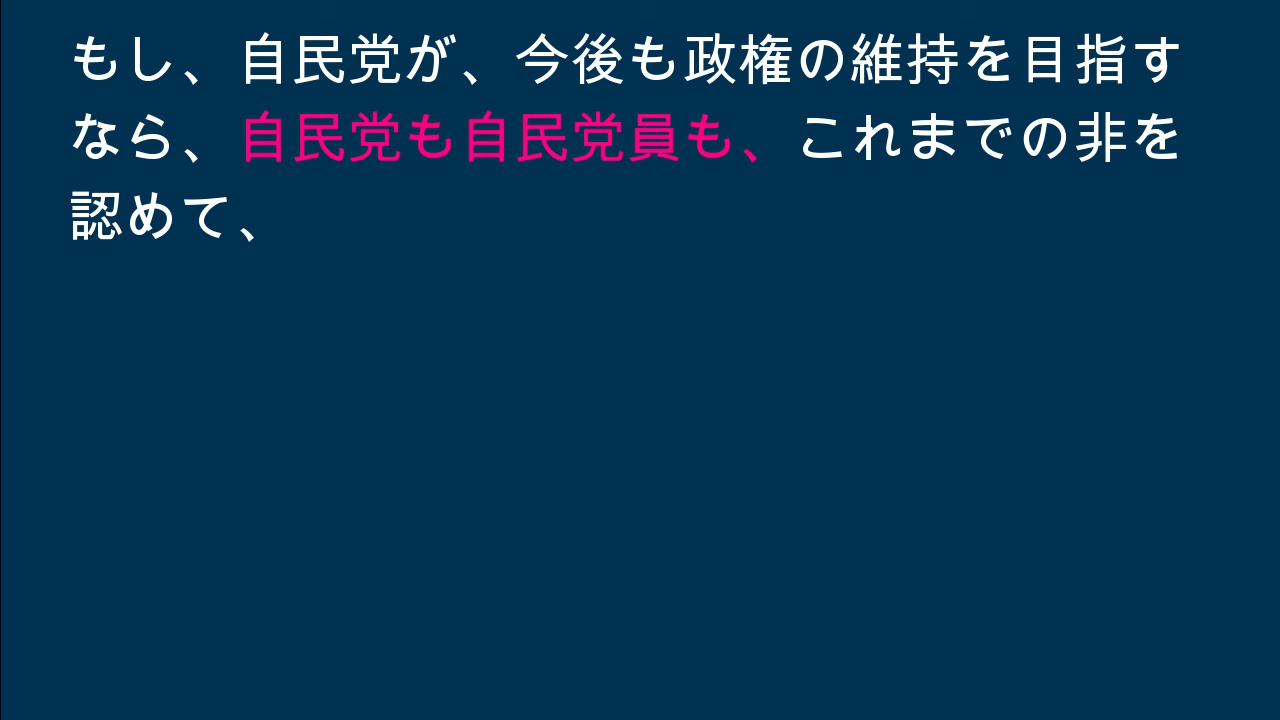 もし、自民党が、今後も政権の維持を目指す
なら、自民党も自民党員も、これまでの非を
認めて、